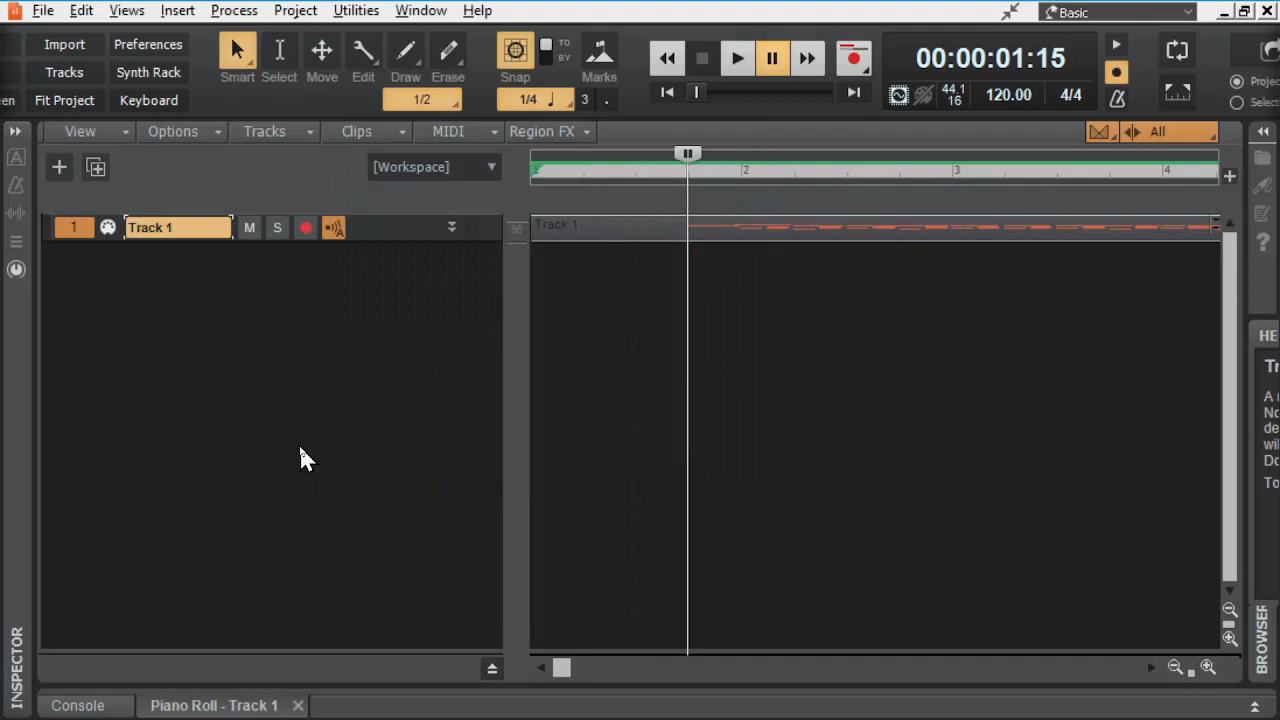 File Edit Views Insert Process Project Utilities Window Help
Basic
Import Preferences
Tracks Synth Rack
Fit Project Keyboard
Smart Select Move Edit Draw Erase Snap Marks
TO
BY
1/2
1/4 3 .
00:00:01:15
44.1
16
120.00 4/4
View Options Tracks Clips MIDI Region FX
All
[Workspace]
2 3 4
1 Track 1 M S A
96
Track 1
INSPECTOR
BROWSER
Console Piano Roll - Track 1